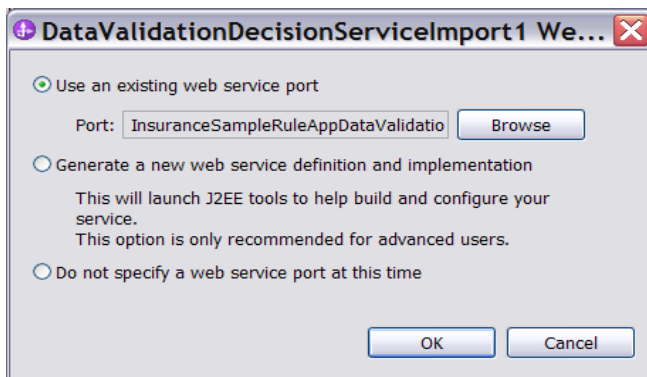 DataValidationDecisionServiceImport1 We...
Use an existing web service port
Port: InsuranceSampleRuleAppDataValidatio Browse
Generate a new web service definition and implementation
This will launch J2EE tools to help build and configure your
service.
This option is only recommended for advanced users.
Do not specify a web service port at this time
OK Cancel